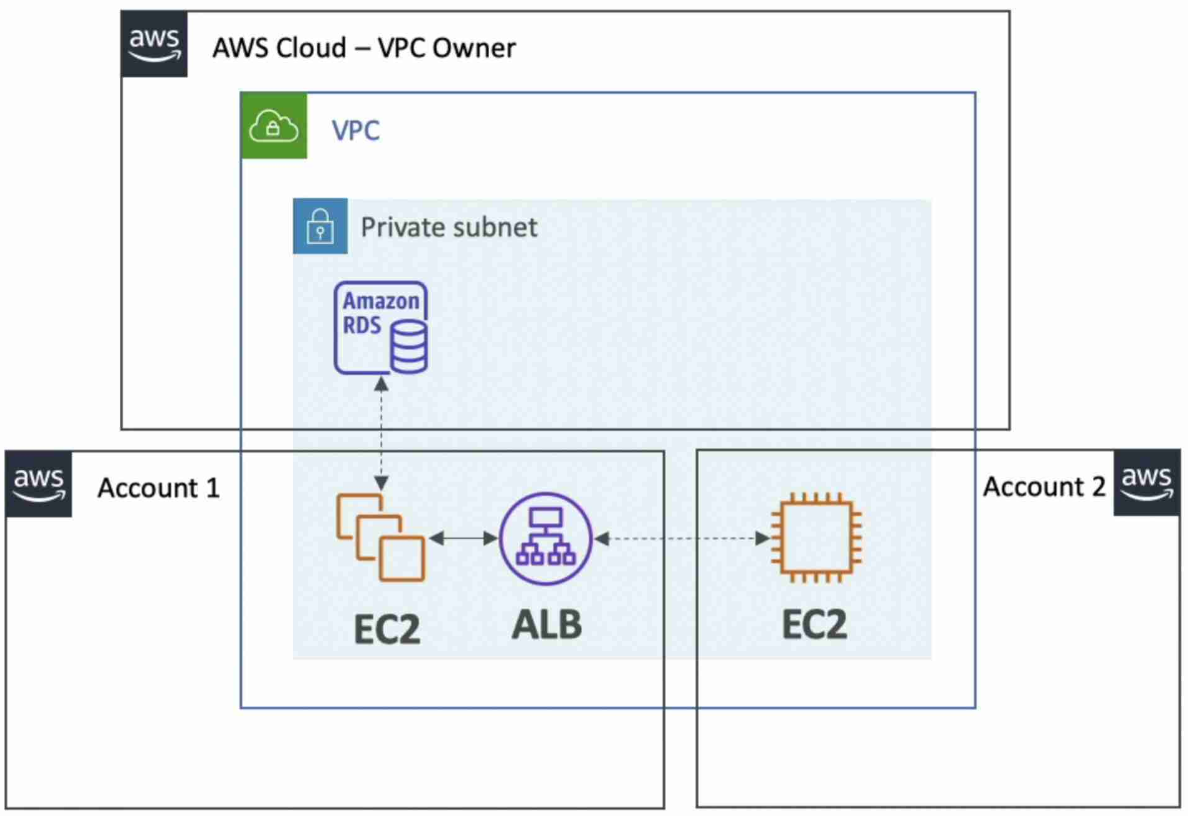 aws
AWS Cloud – VPC Owner
VPC
Private subnet
Amazon
RDS
aws
Account 1
Account 2
aws
EC2
ALB
EC2